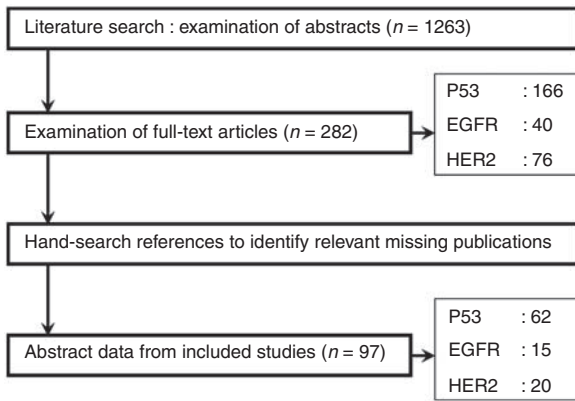 Literature search : examination of abstracts (n = 1263)
P53 : 166
Examination of full-text articles (n = 282)
EGFR : 40
HER2 : 76
Hand-search references to identify relevant missing publications
P53 : 62
Abstract data from included studies (n = 97)
EGFR : 15
HER2 : 20